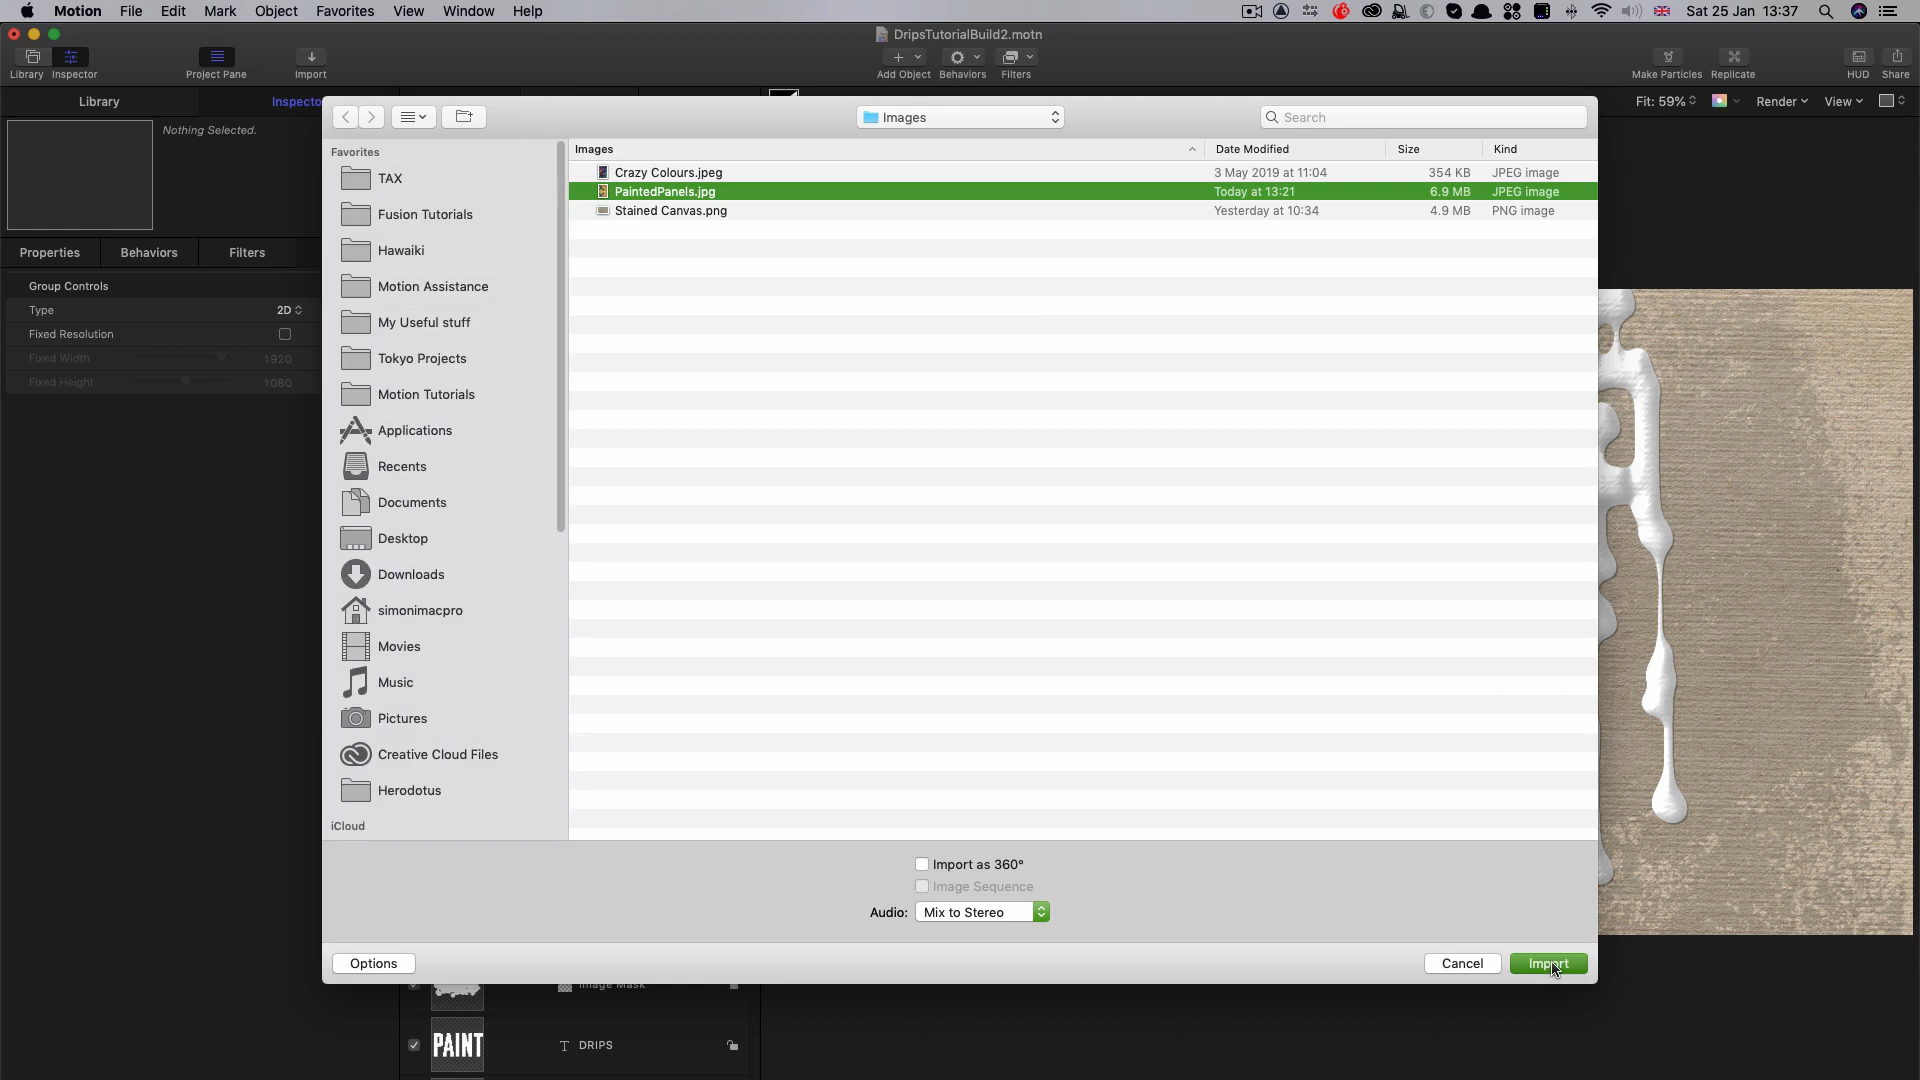 Motion File Edit Mark Object Favorites View Window Help
Sat 25 Jan 13:37
DripsTutorialBuild2.motn
Library Inspector Project Pane Import Add Object Behaviors Filters Make Particles Replicate HUD Share
Library Inspecto
Fit: 59% Render View
Nothing Selected.
Properties Behaviors Filters
Group Controls
Type 2D
Fixed Resolution
Fixed Width 1920
Fixed Height 1080
Images
Search
Favorites
TAX
Fusion Tutorials
Hawaiki
Motion Assistance
My Useful stuff
Tokyo Projects
Motion Tutorials
Applications
Recents
Documents
Desktop
Downloads
simonimacpro
Movies
Music
Pictures
Creative Cloud Files
Herodotus
iCloud
Images Date Modified Size Kind
Crazy Colours.jpeg 3 May 2019 at 11:04 354 KB JPEG image
PaintedPanels.jpg Today at 13:21 6.9 MB JPEG image
Stained Canvas.png Yesterday at 10:34 4.9 MB PNG image
Import as 360°
Image Sequence
Audio: Mix to Stereo
Options Cancel Import
Image Mask
PAINT DRIPS